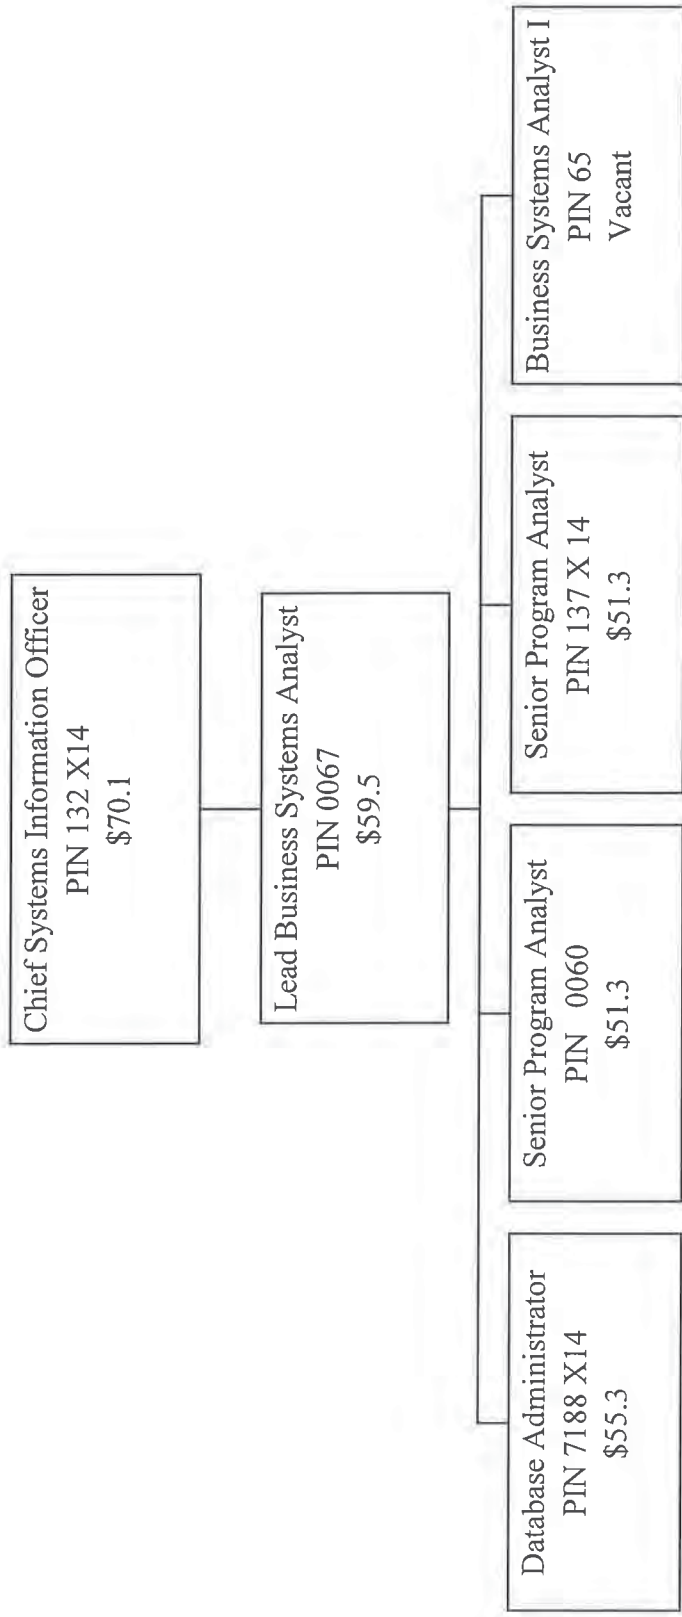 Chief Systems Information Officer
PIN 132 X14
$70.1
Lead Business Systems Analyst
PIN 0067
$59.5
Database Administrator
PIN 7188 X14
$55.3
Senior Program Analyst
PIN 0060
$51.3
Senior Program Analyst
PIN 137 X 14
$51.3
Business Systems Analyst I
PIN 65
Vacant